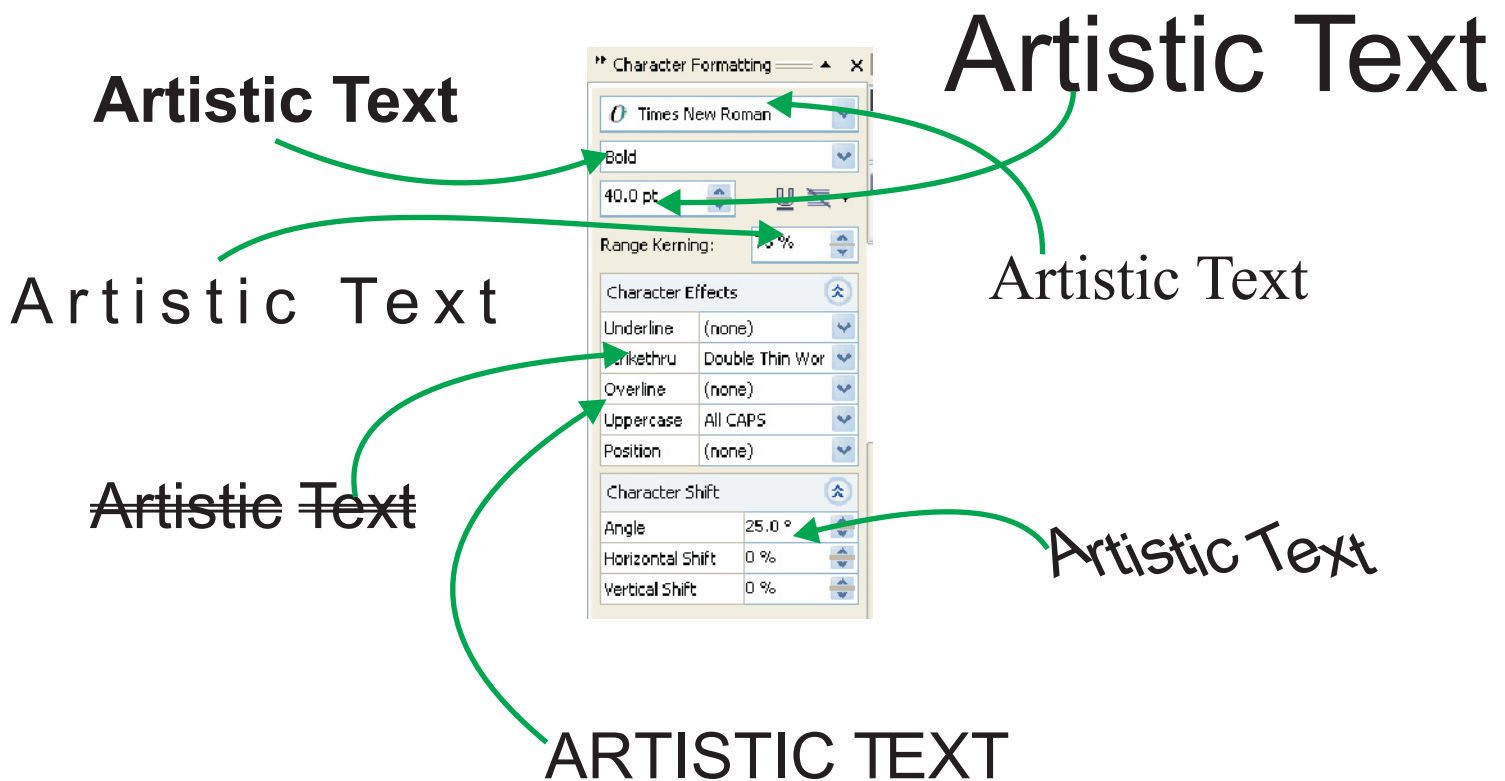 Artistic Text
Artistic Text
Character Formatting
Times New Roman
Bold
40.0 pt
U
Range Kerning:
%
Artistic Text
Artistic Text
Character Effects
Underline (none)
Double Thin Wor
Overline (none)
Uppercase All CAPS
Position (none)
Artistic Text
Character Shift
Angle 25.0 °
Horizontal Shift 0 %
Vertical Shift 0 %
Artistic Text
ARTISTIC TEXT